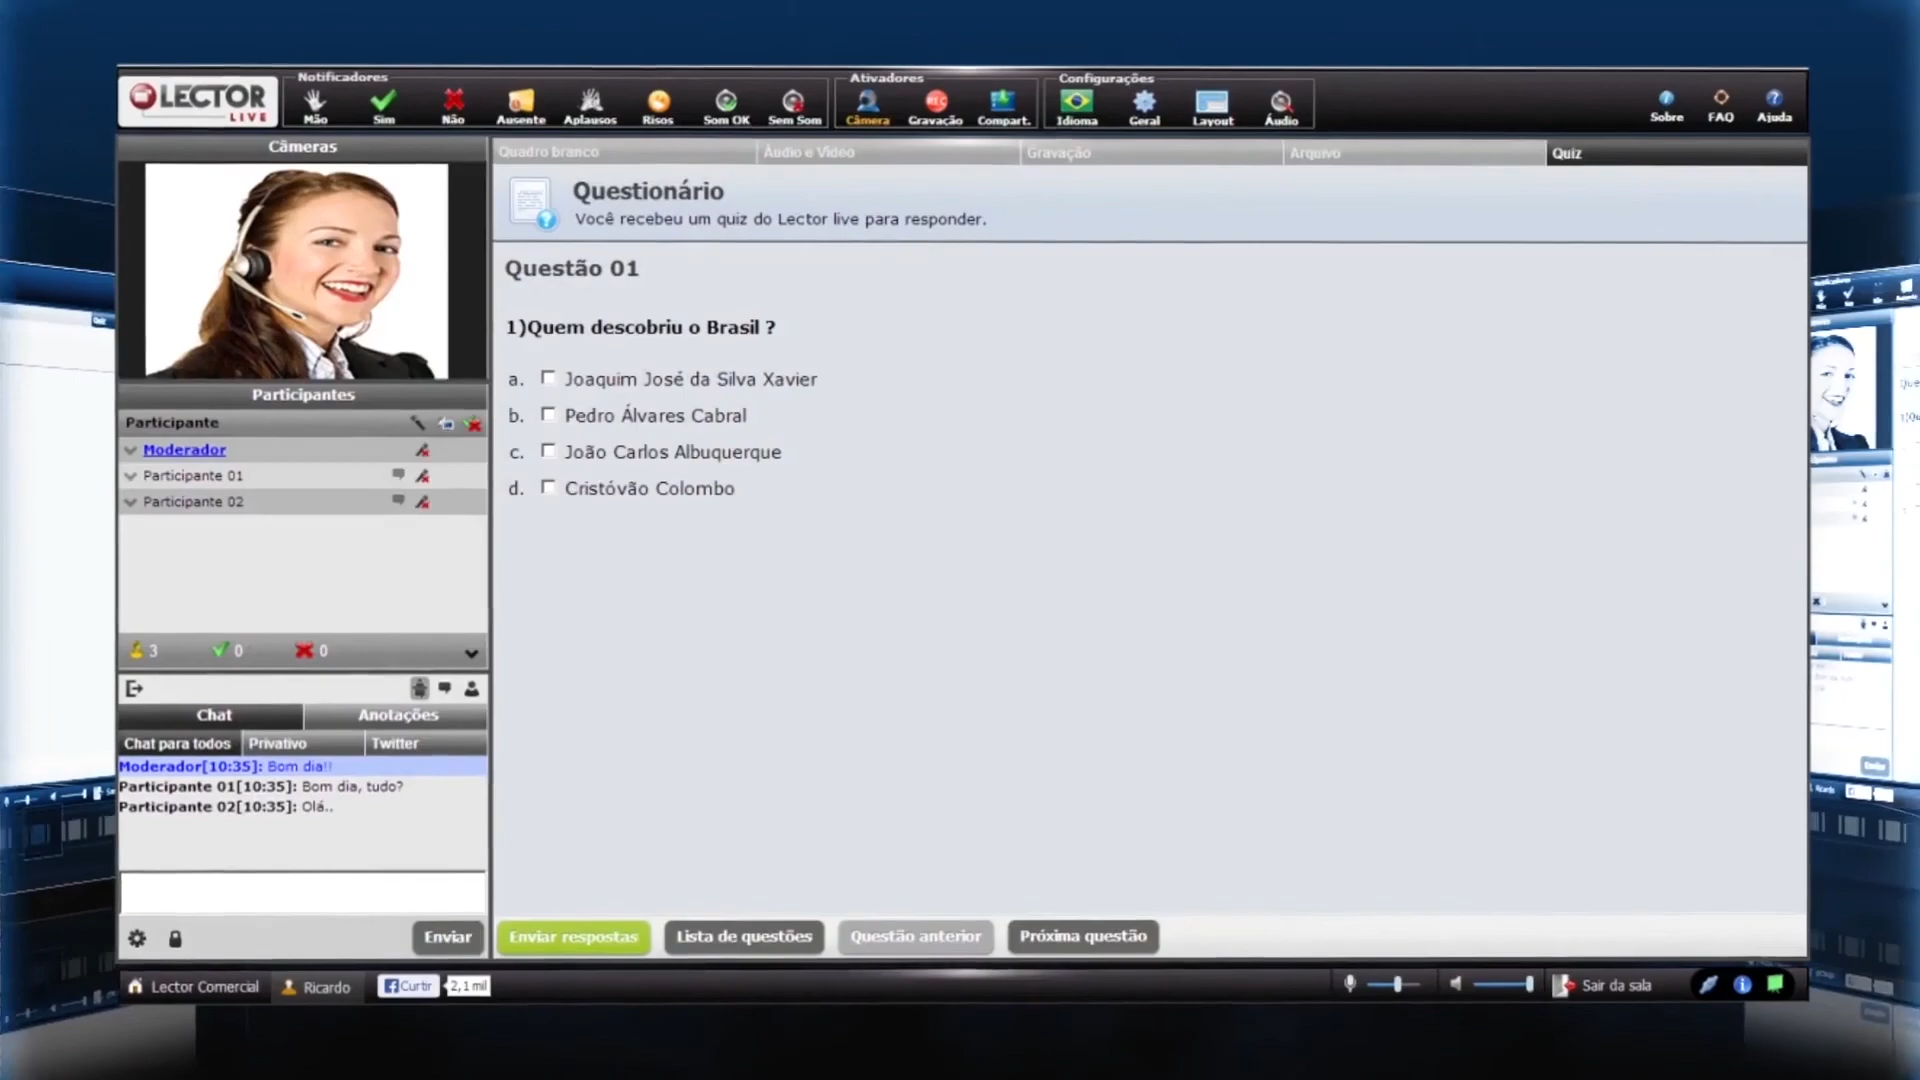 LECTOR
LIVE
Notificadores
Mão
Sim
Não
Ausente
Aplausos
Risos
Som OK
Sem Som
Ativadores
REC
Câmera
Gravação
Compart.
Configurações
Idioma
Geral
Layout
Áudio
Sobre
FAQ
Ajuda
Câmeras
Participantes
Participante
Moderador
Participante 01
Participante 02
3
0
0
Chat
Anotações
Chat para todos
Privativo
Twitter
Moderador[10:35]: Bom dia!!
Participante 01[10:35]: Bom dia, tudo?
Participante 02[10:35]: Olá..
Enviar
Quadro branco
Áudio e Vídeo
Gravação
Arquivo
Quiz
Questionário
Você recebeu um quiz do Lector live para responder.
Questão 01
1)Quem descobriu o Brasil ?
a. Joaquim José da Silva Xavier
b. Pedro Álvares Cabral
c. João Carlos Albuquerque
d. Cristóvão Colombo
Enviar respostas
Lista de questões
Questão anterior
Próxima questão
Lector Comercial
Ricardo
Curtir
2,1 mil
Sair da sala